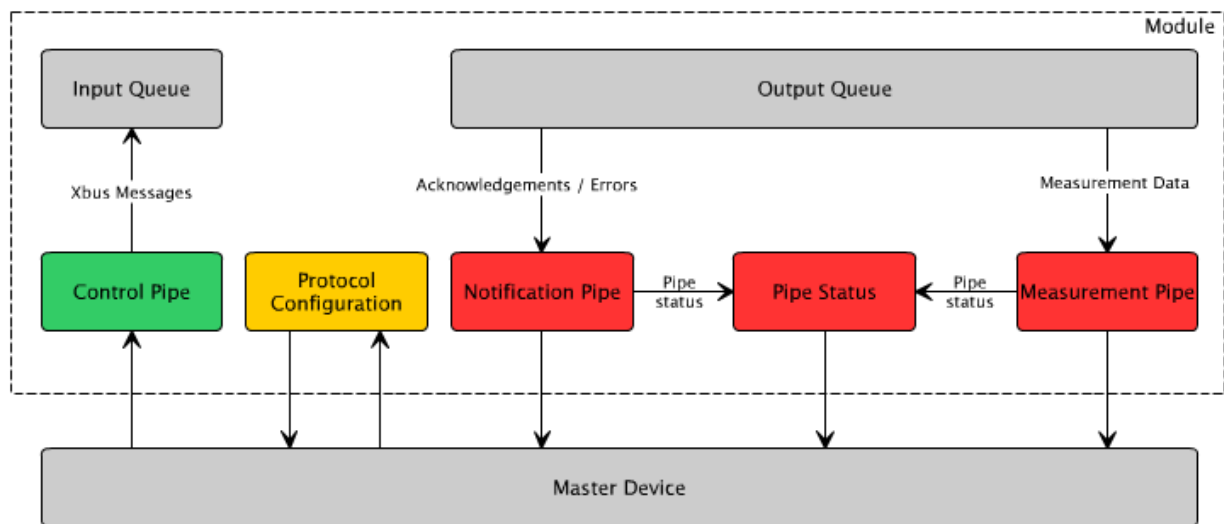 Module
Input Queue
Output Queue
Xbus Messages
Acknowledgements / Errors
Measurement Data
Control Pipe
Protocol
Configuration
Notification Pipe
Pipe
status
Pipe Status
Pipe
status
Measurement Pipe
Master Device